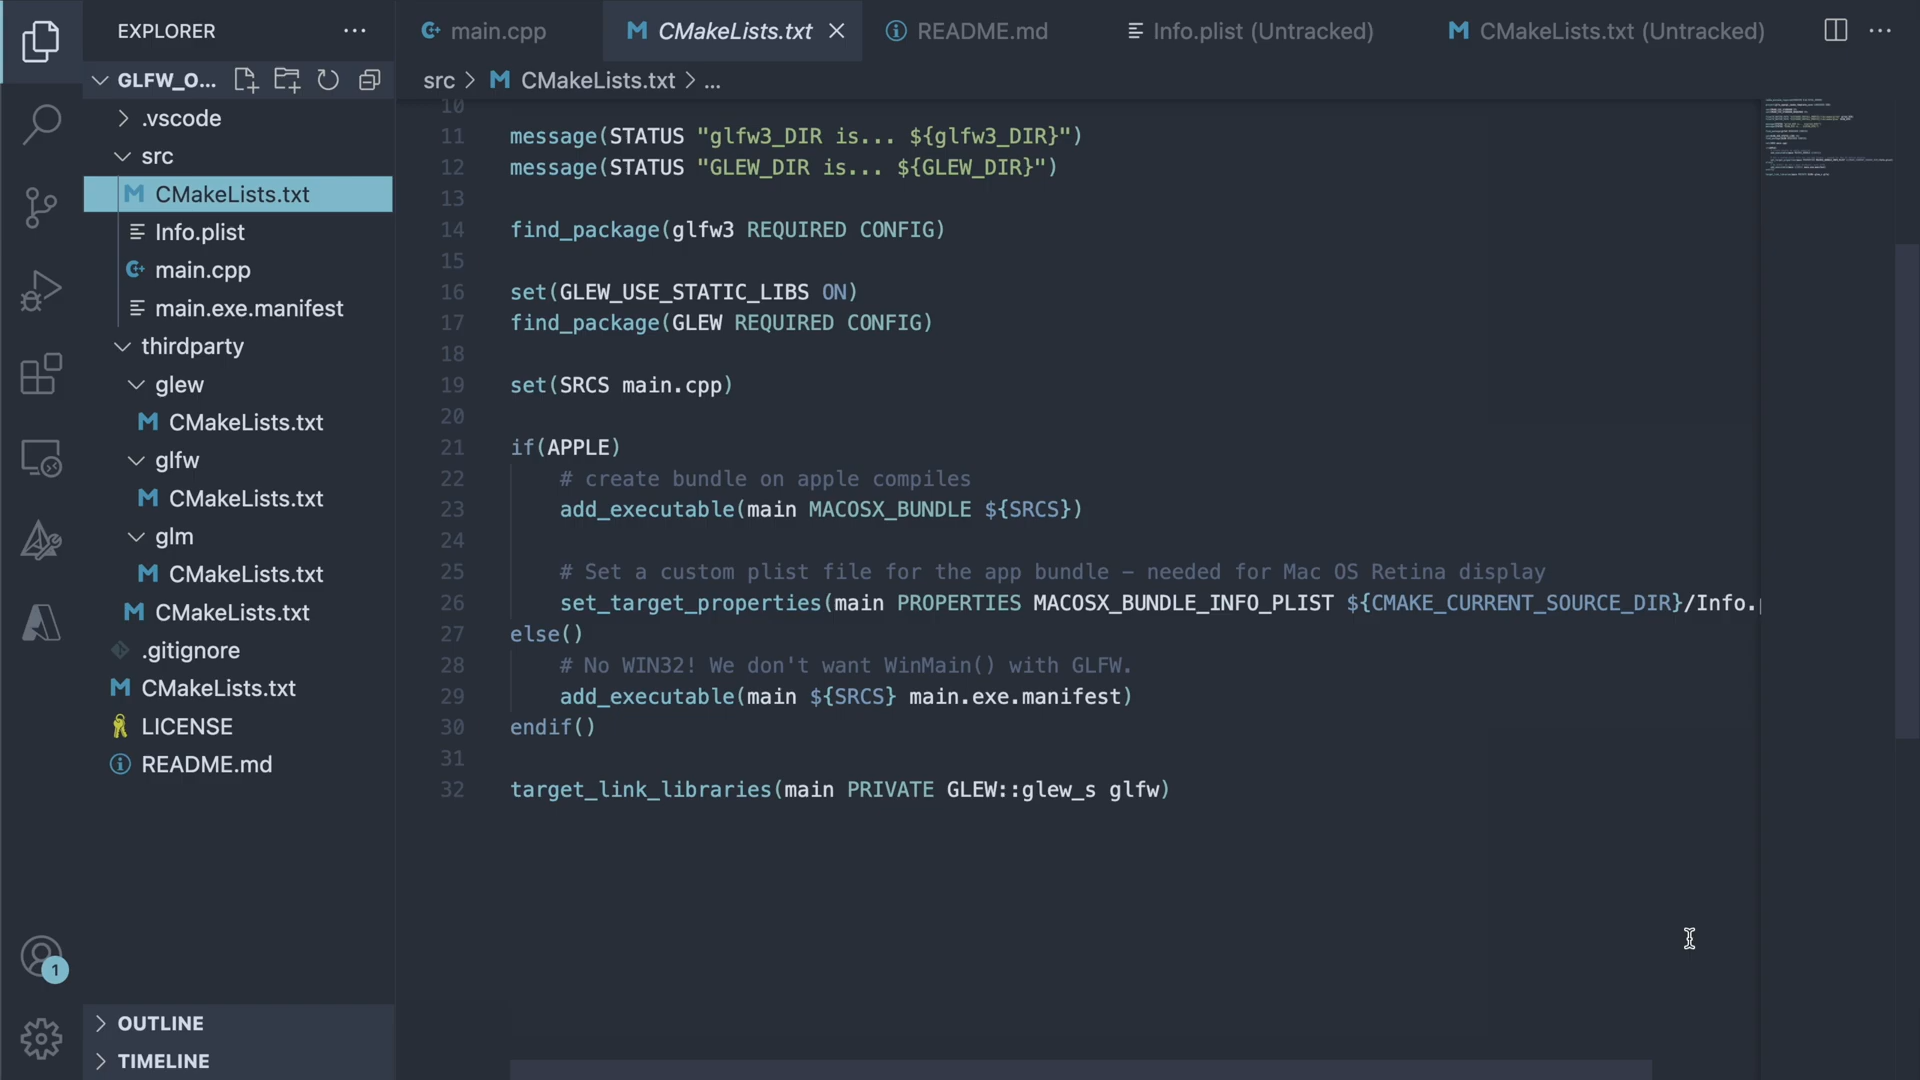 EXPLORER
GLFW_O...
.vscode
src
CMakeLists.txt
Info.plist
main.cpp
main.exe.manifest
thirdparty
glew
CMakeLists.txt
glfw
CMakeLists.txt
glm
CMakeLists.txt
CMakeLists.txt
.gitignore
CMakeLists.txt
LICENSE
README.md
1
OUTLINE
TIMELINE
main.cpp CMakeLists.txt README.md Info.plist (Untracked) CMakeLists.txt (Untracked)
src > CMakeLists.txt > ...
10
11 message(STATUS "glfw3_DIR is... ${glfw3_DIR}")
12 message(STATUS "GLEW_DIR is... ${GLEW_DIR}")
13
14 find_package(glfw3 REQUIRED CONFIG)
15
16 set(GLEW_USE_STATIC_LIBS ON)
17 find_package(GLEW REQUIRED CONFIG)
18
19 set(SRCS main.cpp)
20
21 if(APPLE)
22 # create bundle on apple compiles
23 add_executable(main MACOSX_BUNDLE ${SRCS})
24
25 # Set a custom plist file for the app bundle – needed for Mac OS Retina display
26 set_target_properties(main PROPERTIES MACOSX_BUNDLE_INFO_PLIST ${CMAKE_CURRENT_SOURCE_DIR}/Info.
27 else()
28 # No WIN32! We don't want WinMain() with GLFW.
29 add_executable(main ${SRCS} main.exe.manifest)
30 endif()
31
32 target_link_libraries(main PRIVATE GLEW::glew_s glfw)